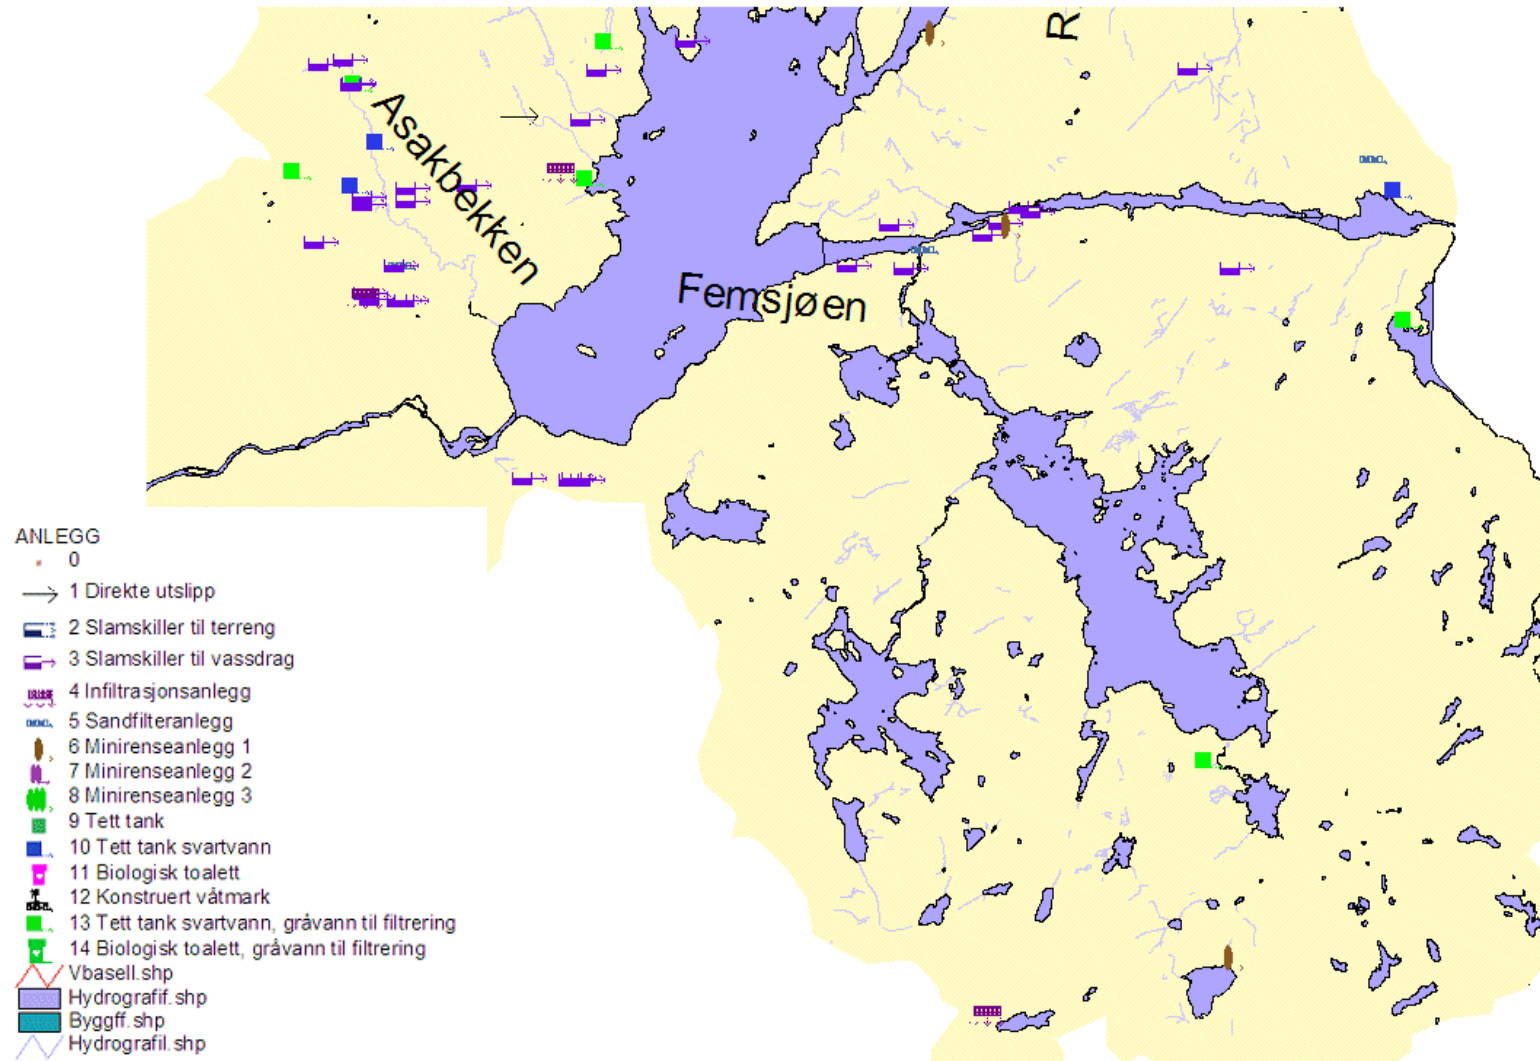 R
Asakbekken
Femsjøen
ANLEGG
0
1 Direkte utslipp
2 Slamskiller til terreng
3 Slamskiller til vassdrag
4 Infiltrasjonsanlegg
5 Sandfilteranlegg
6 Minirenseanlegg 1
7 Minirenseanlegg 2
8 Minirenseanlegg 3
9 Tett tank
10 Tett tank svartvann
11 Biologisk toalett
12 Konstruert våtmark
13 Tett tank svartvann, gråvann til filtrering
14 Biologisk toalett, gråvann til filtrering
Vbasell.shp
Hydrografif.shp
Byggff.shp
Hydrografil.shp